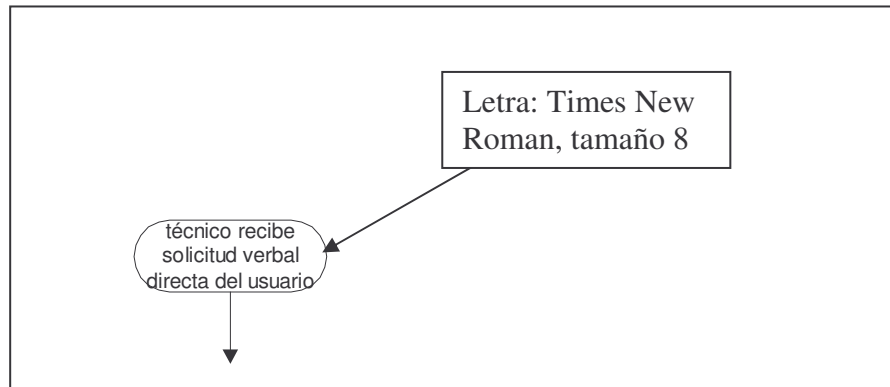 Letra: Times New
Roman, tamaño 8
técnico recibe
solicitud verbal
directa del usuario